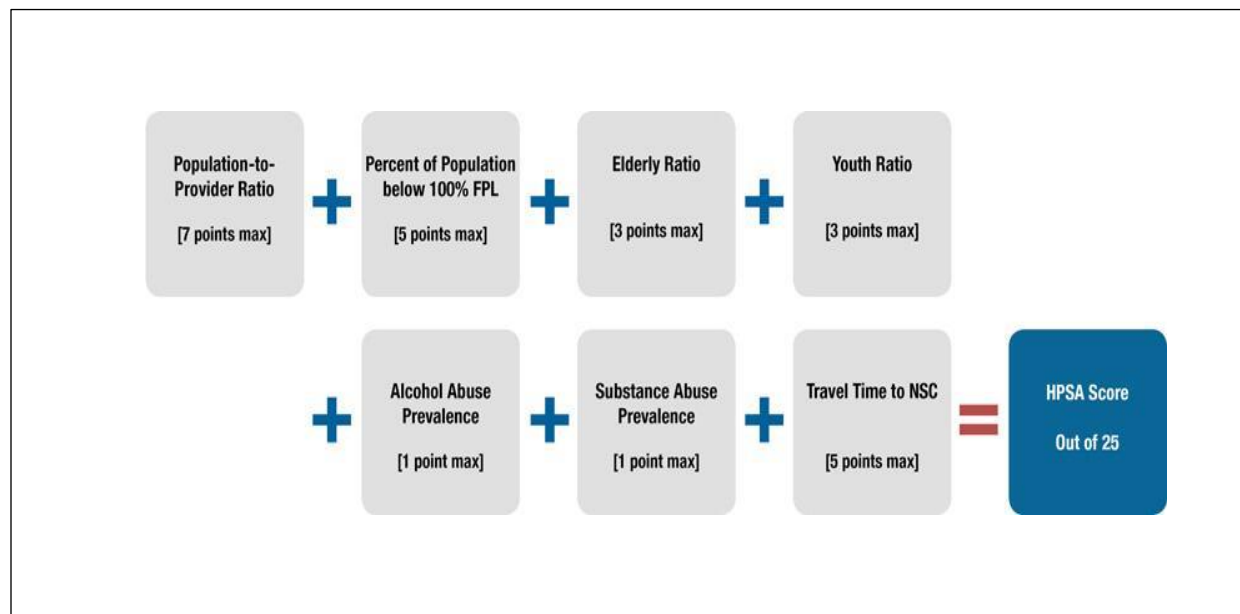 Population-to-
Provider Ratio
[7 points max]
Percent of Population
below 100% FPL
[5 points max]
Elderly Ratio
[3 points max]
Youth Ratio
[3 points max]
Alcohol Abuse
Prevalence
[1 point max]
Substance Abuse
Prevalence
[1 point max]
Travel Time to NSC
[5 points max]
HPSA Score
Out of 25